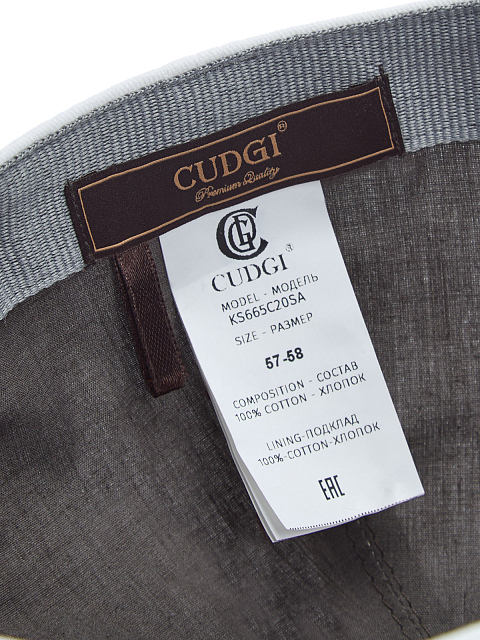 CUDGI®
Premium Quality
CUDGI®
MODEL - МОДЕЛЬ
KS665C20SA
SIZE - РАЗМЕР
57-58
COMPOSITION - СОСТАВ
100% COTTON - ХЛОПОК
LINING-ПОДКЛАД
100%-COTTON-ХЛОПОК
EAC